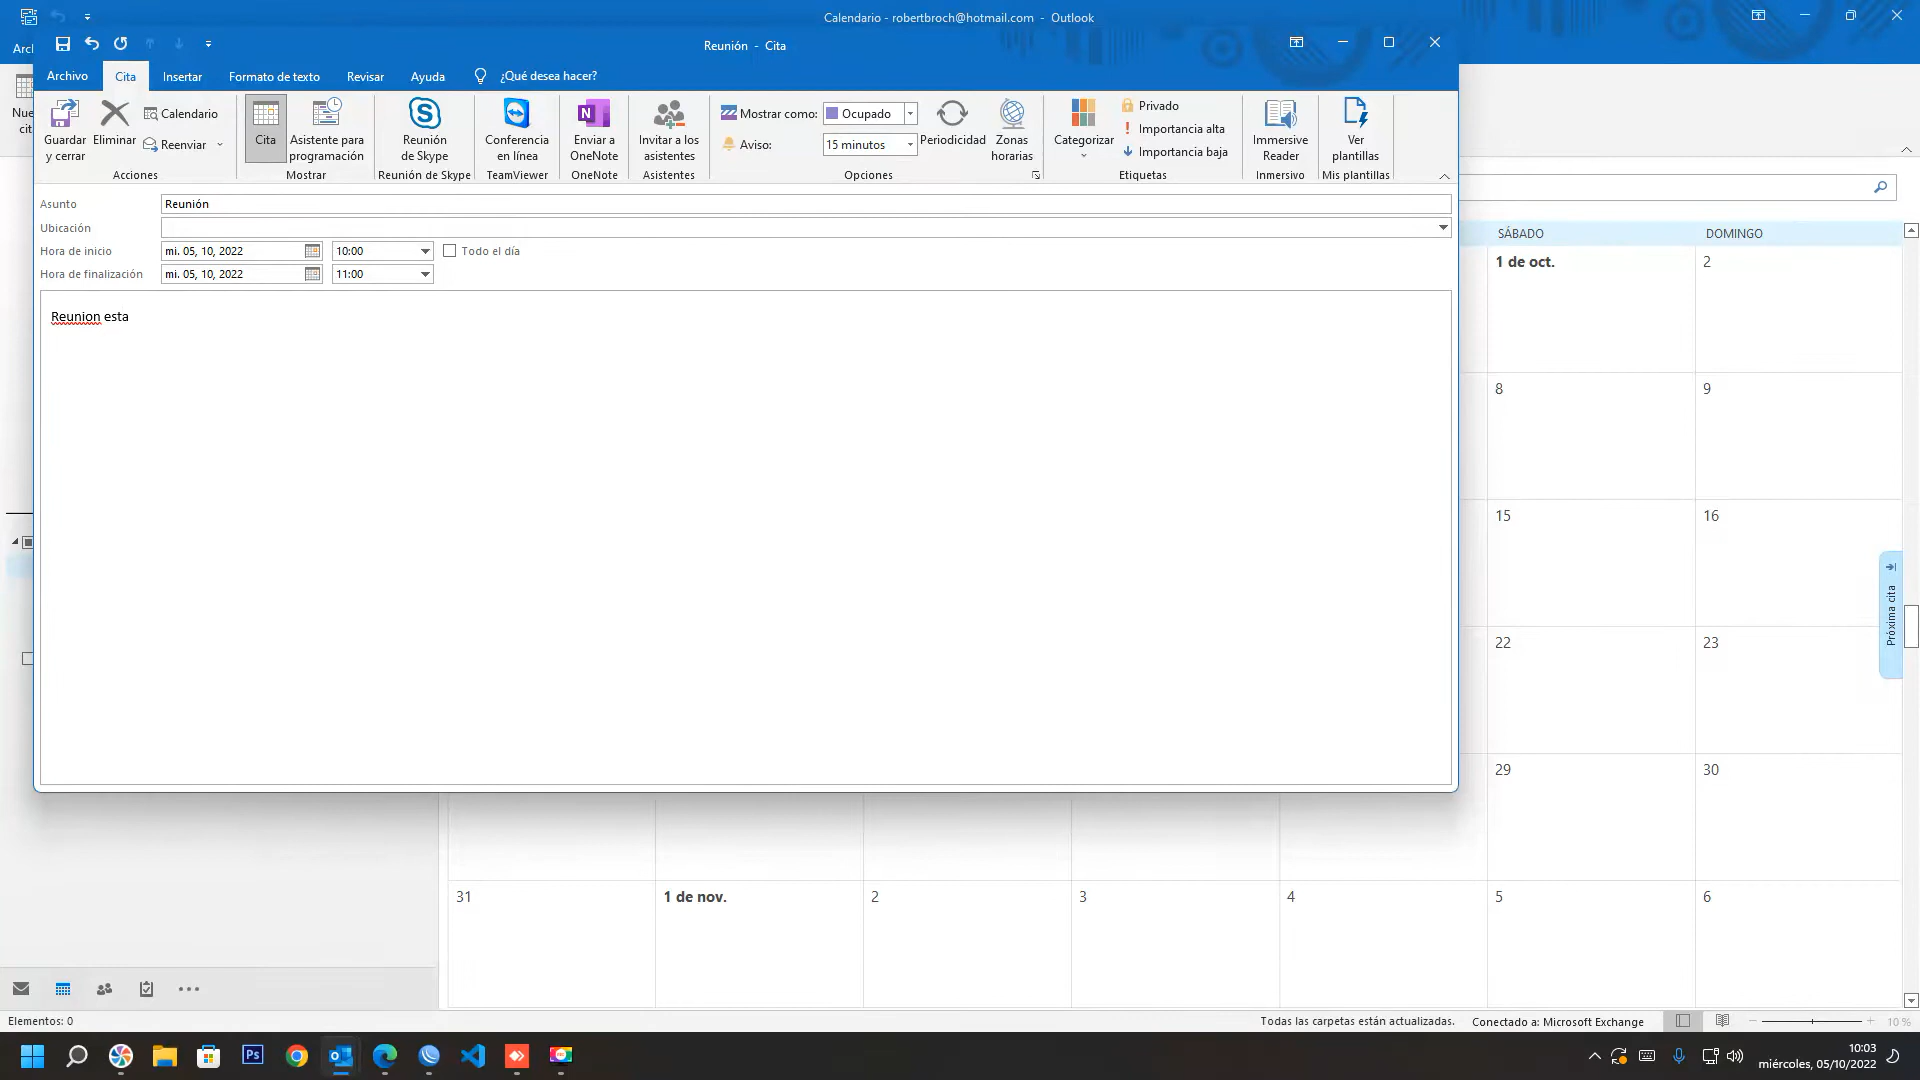 Calendario - robertbroch@hotmail.com - Outlook
Reunión - Cita
Archivo Cita Insertar Formato de texto Revisar Ayuda ¿Qué desea hacer?
Guardar y cerrar
Eliminar
Calendario
Reenviar
Acciones
Cita
Asistente para programación
Mostrar
Reunión de Skype
Reunión de Skype
Conferencia en línea
TeamViewer
Enviar a OneNote
OneNote
Invitar a los asistentes
Asistentes
Mostrar como: Ocupado
Aviso: 15 minutos
Periodicidad
Zonas horarias
Opciones
Categorizar
Privado
Importancia alta
Importancia baja
Etiquetas
Immersive Reader
Inmersivo
Ver plantillas
Mis plantillas
Asunto Reunión
Ubicación
Hora de inicio mi. 05, 10, 2022 10:00 Todo el día
Hora de finalización mi. 05, 10, 2022 11:00
Reunion esta
SÁBADO DOMINGO
1 de oct. 2
8 9
15 16
22 23
29 30
Próxima cita
31 1 de nov. 2 3 4 5 6
Elementos: 0
Todas las carpetas están actualizadas. Conectado a: Microsoft Exchange 10 %
Ps
10:03
miércoles, 05/10/2022